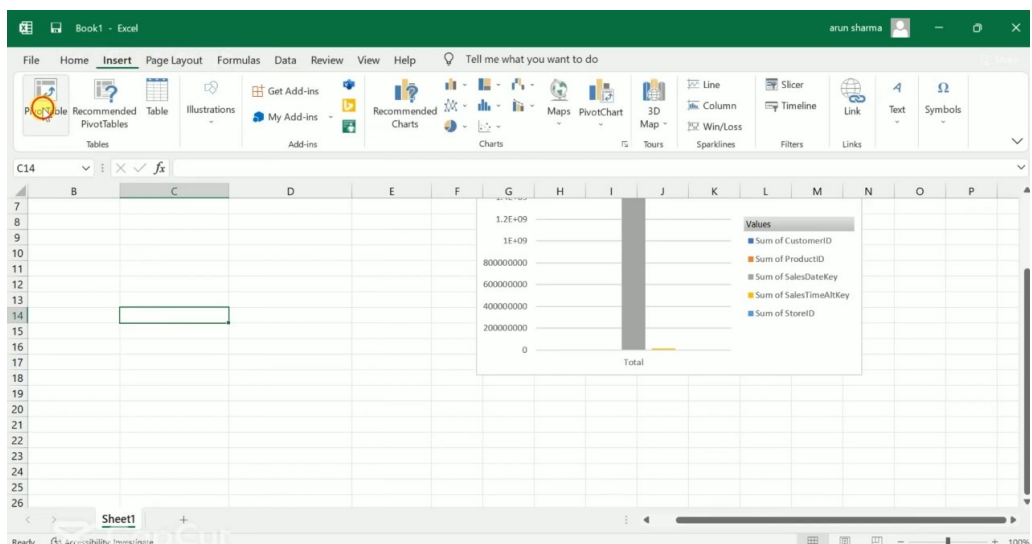 Book1 - Excel
arun sharma
File Home Insert Page Layout Formulas Data Review View Help Tell me what you want to do
PivotTable
Recommended PivotTables
Table
Tables
Illustrations
Get Add-ins
My Add-ins
Add-ins
Recommended Charts
Maps
PivotChart
Charts
3D Map
Tours
Line
Column
Win/Loss
Sparklines
Slicer
Timeline
Filters
Link
Links
Text
Symbols
C14
fx
B C D E F G H I J K L M N O P
7
8
9
10
11
12
13
14
15
16
17
18
19
20
21
22
23
24
25
26
1.2E+09
1E+09
800000000
600000000
400000000
200000000
0
Total
Values
Sum of CustomerID
Sum of ProductID
Sum of SalesDateKey
Sum of SalesTimeAltKey
Sum of StoreID
Sheet1
Ready
100%